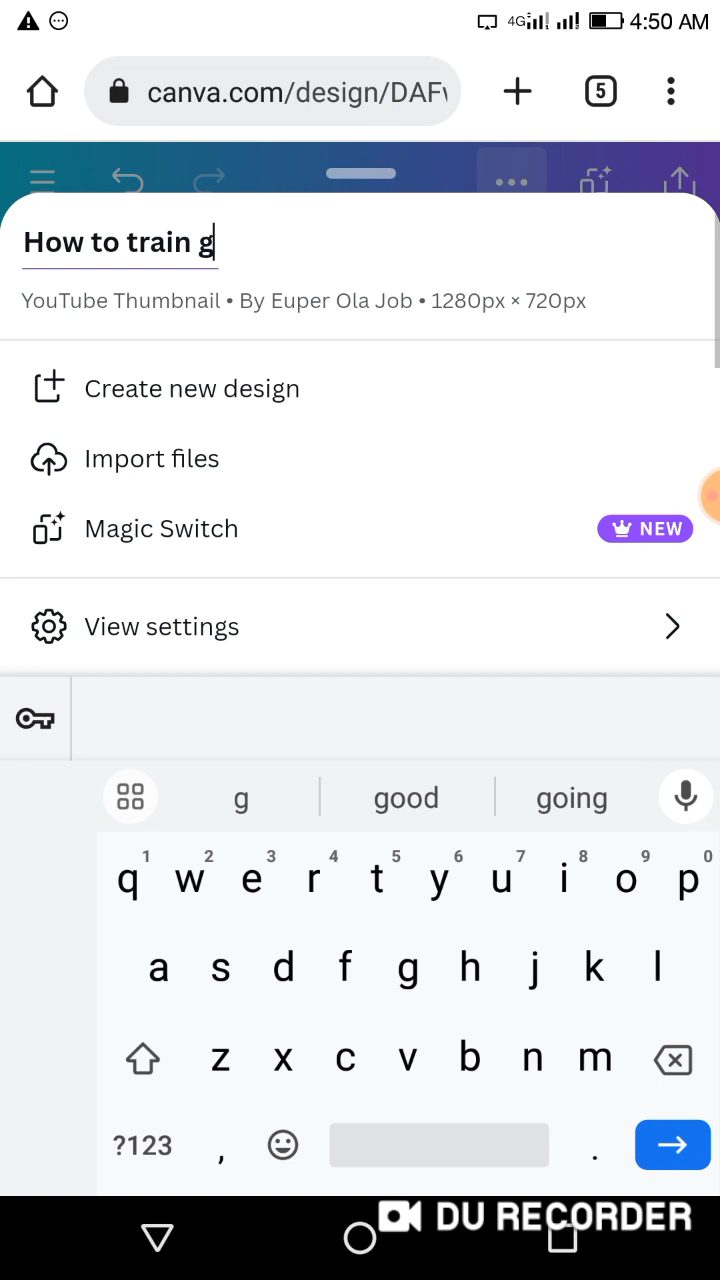 4G 4:50 AM
canva.com/design/DAF 5
How to train g
YouTube Thumbnail • By Euper Ola Job • 1280px × 720px
Create new design
Import files
Magic Switch NEW
View settings
g good going
1 2 3 4 5 6 7 8 9 0
q w e r t y u i o p
a s d f g h j k l
z x c v b n m
?123 , .
DU RECORDER